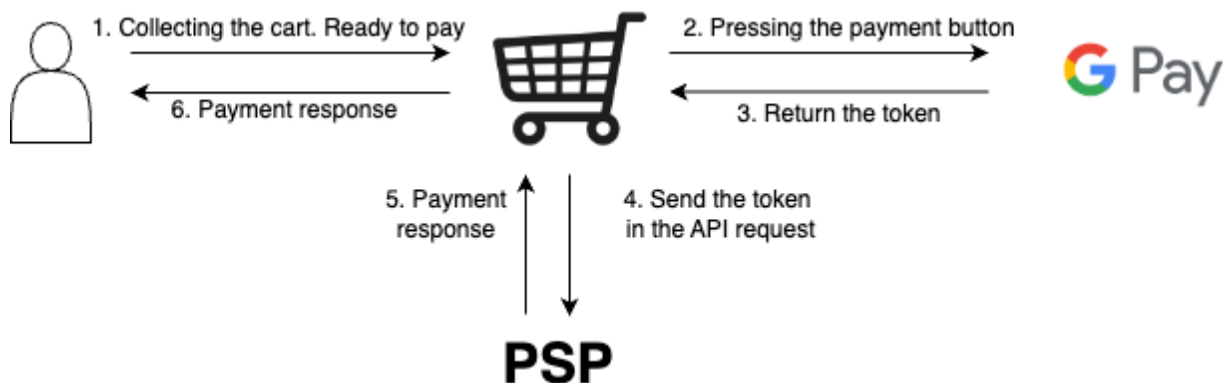 1. Collecting the cart. Ready to pay
2. Pressing the payment button
G Pay
6. Payment response
3. Return the token
5. Payment
response
4. Send the token
in the API request
PSP